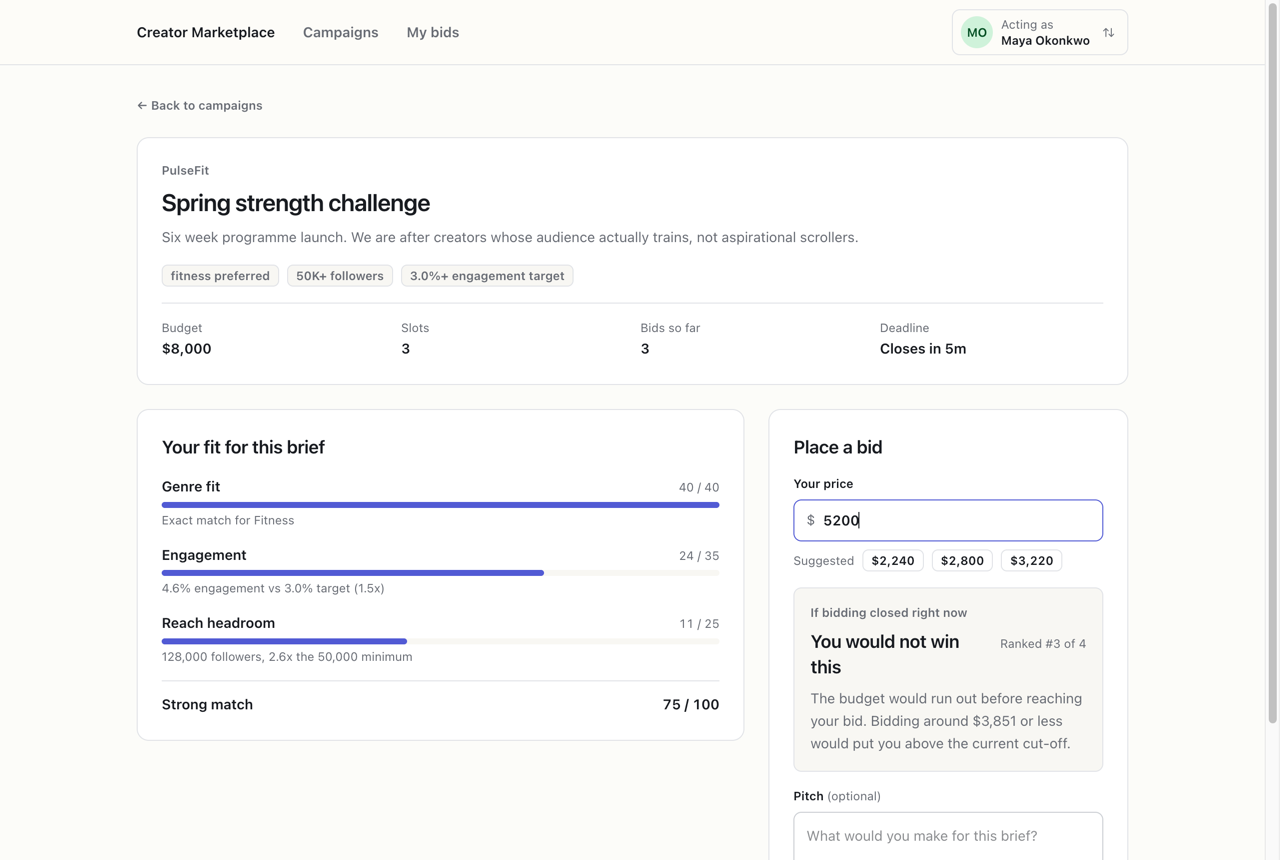 Creator Marketplace
Campaigns
My bids
MO
Acting as
Maya Okonkwo
← Back to campaigns
PulseFit
Spring strength challenge
Six week programme launch. We are after creators whose audience actually trains, not aspirational scrollers.
fitness preferred
50K+ followers
3.0%+ engagement target
Budget
$8,000
Slots
3
Bids so far
3
Deadline
Closes in 5m
Your fit for this brief
Genre fit
40 / 40
Exact match for Fitness
Engagement
24 / 35
4.6% engagement vs 3.0% target (1.5x)
Reach headroom
11 / 25
128,000 followers, 2.6x the 50,000 minimum
Strong match
75 / 100
Place a bid
Your price
$ 5200
Suggested
$2,240
$2,800
$3,220
If bidding closed right now
You would not win
this
Ranked #3 of 4
The budget would run out before reaching
your bid. Bidding around $3,851 or less
would put you above the current cut-off.
Pitch (optional)
What would you make for this brief?